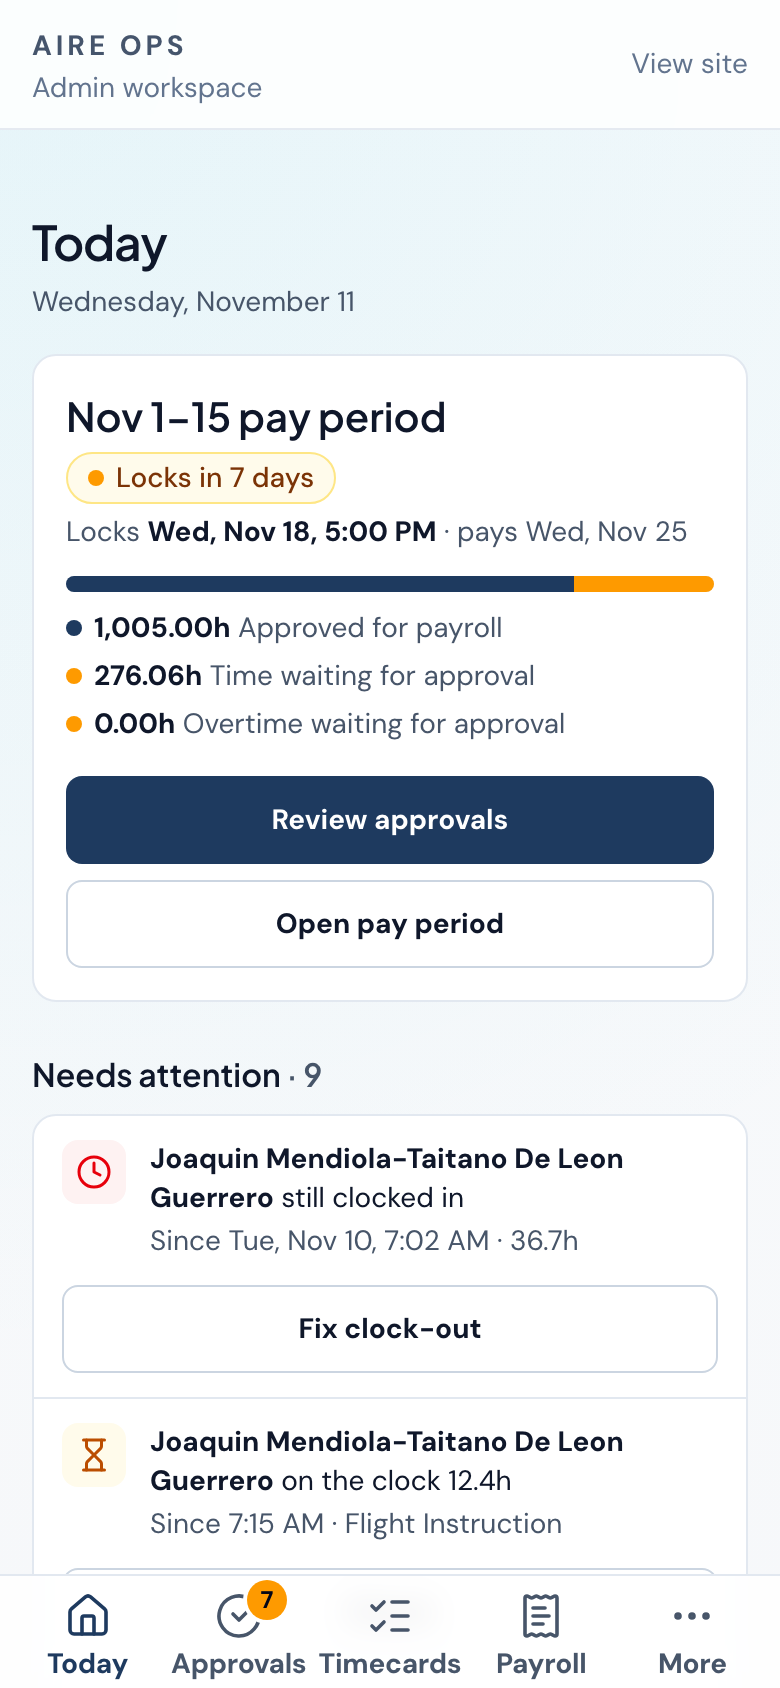 AIRE OPS
Admin workspace
View site
Today
Wednesday, November 11
Nov 1–15 pay period
Locks in 7 days
Locks Wed, Nov 18, 5:00 PM · pays Wed, Nov 25
1,005.00h Approved for payroll
276.06h Time waiting for approval
0.00h Overtime waiting for approval
Review approvals
Open pay period
Needs attention · 9
Joaquin Mendiola-Taitano De Leon
Guerrero still clocked in
Since Tue, Nov 10, 7:02 AM · 36.7h
Fix clock-out
Joaquin Mendiola-Taitano De Leon
Guerrero on the clock 12.4h
Since 7:15 AM · Flight Instruction
7
Today
Approvals
Timecards
Payroll
More